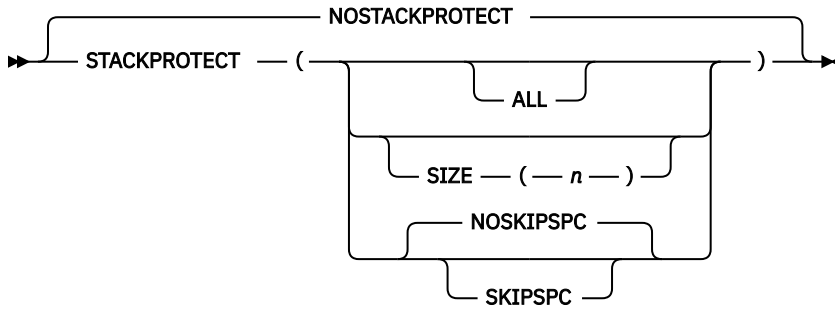 NOSTACKPROTECT
STACKPROTECT ( )
ALL
SIZE ( n )
NOSKIPSPC
SKIPSPC